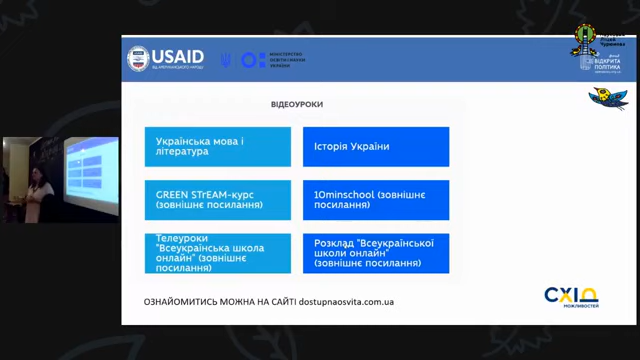 USAID
ВІД АМЕРИКАНСЬКОГО НАРОДУ
МІНІСТЕРСТВО
ОСВІТИ І НАУКИ
УКРАЇНИ
ВІДКРИТА
ПОЛІТИКА
ВІДЕОУРОКИ
Українська мова і
література
Історія України
GREEN STrEAM-курс
(зовнішнє посилання)
10minschool (зовнішнє
посилання)
Телеуроки
"Всеукраїнська школа
онлайн" (зовнішнє
посилання)
Розклад "Всеукраїнської
школи онлайн"
(зовнішнє посилання)
ОЗНАЙОМИТИСЬ МОЖНА НА САЙТІ dostupnaosvita.com.ua
СХІД
МОЖЛИВОСТЕЙ